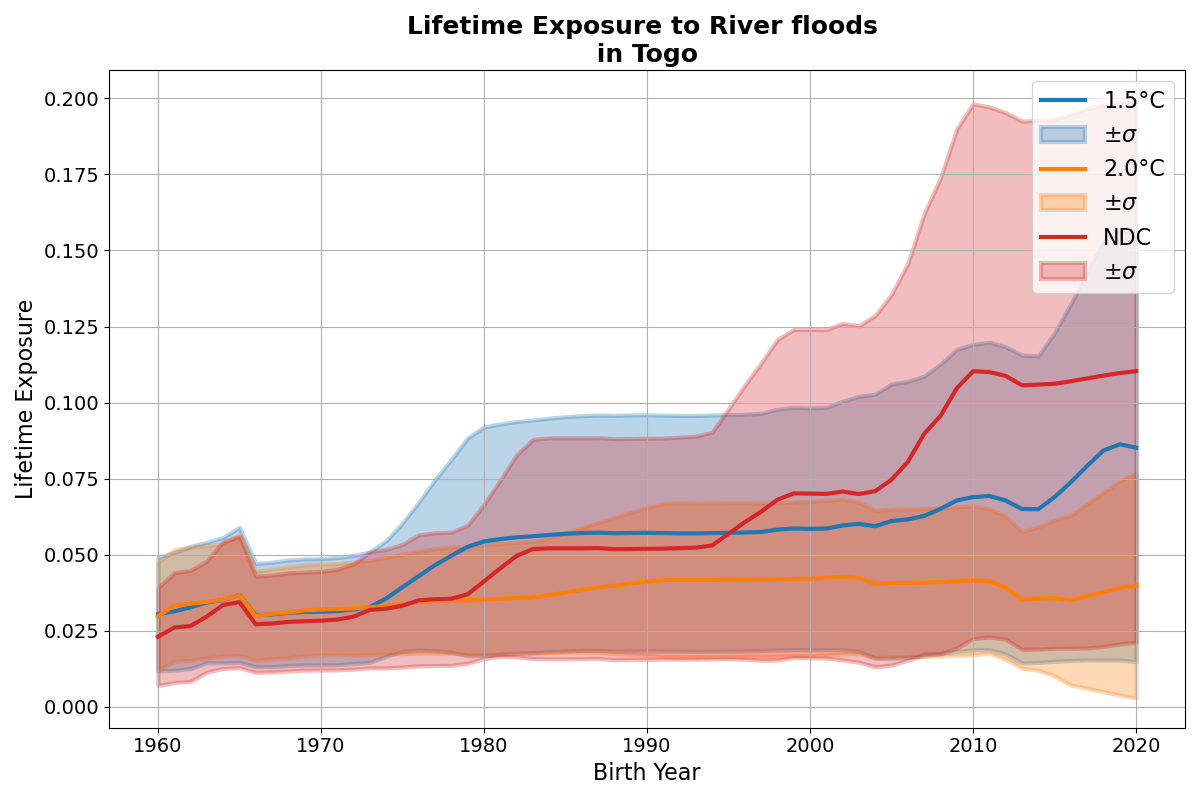 Lifetime Exposure to River floods
in Togo
Lifetime Exposure
0.200
0.175
0.150
0.125
0.100
0.075
0.050
0.025
0.000
1960
1970
1980
1990
2000
2010
2020
Birth Year
1.5°C
±σ
2.0°C
±σ
NDC
±σ